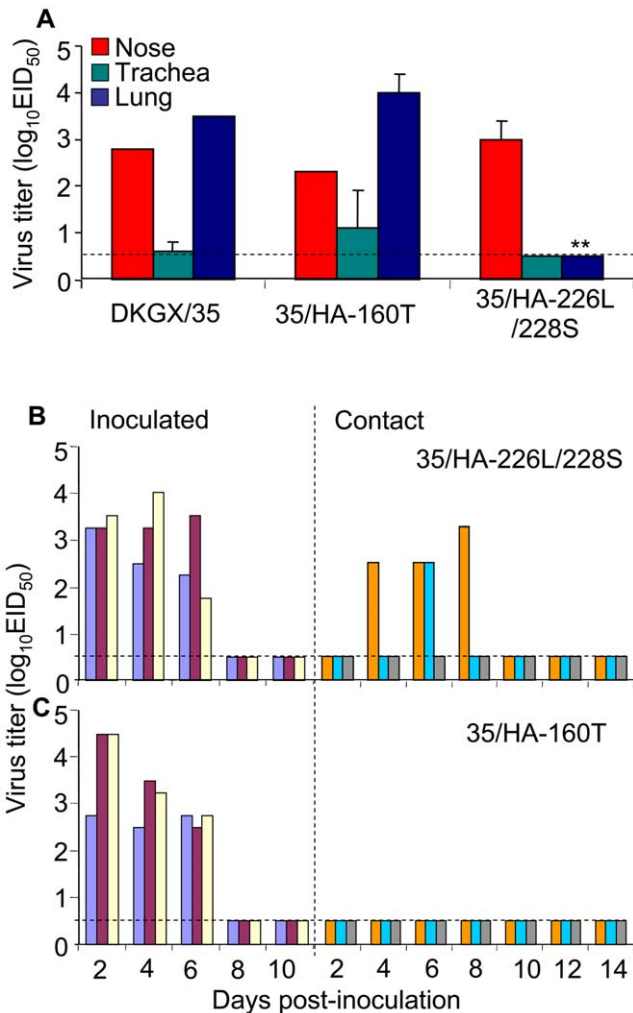 A
Virus titer (log10EID50)
5
4
3
2
1
0
Nose
Trachea
Lung
**
DKGX/35
35/HA-160T
35/HA-226L
/228S
B
Inoculated
Contact
35/HA-226L/228S
5
4
3
2
1
0
Virus titer (log10EID50)
C
35/HA-160T
5
4
3
2
1
0
2 4 6 8 10 2 4 6 8 10 12 14
Days post-inoculation